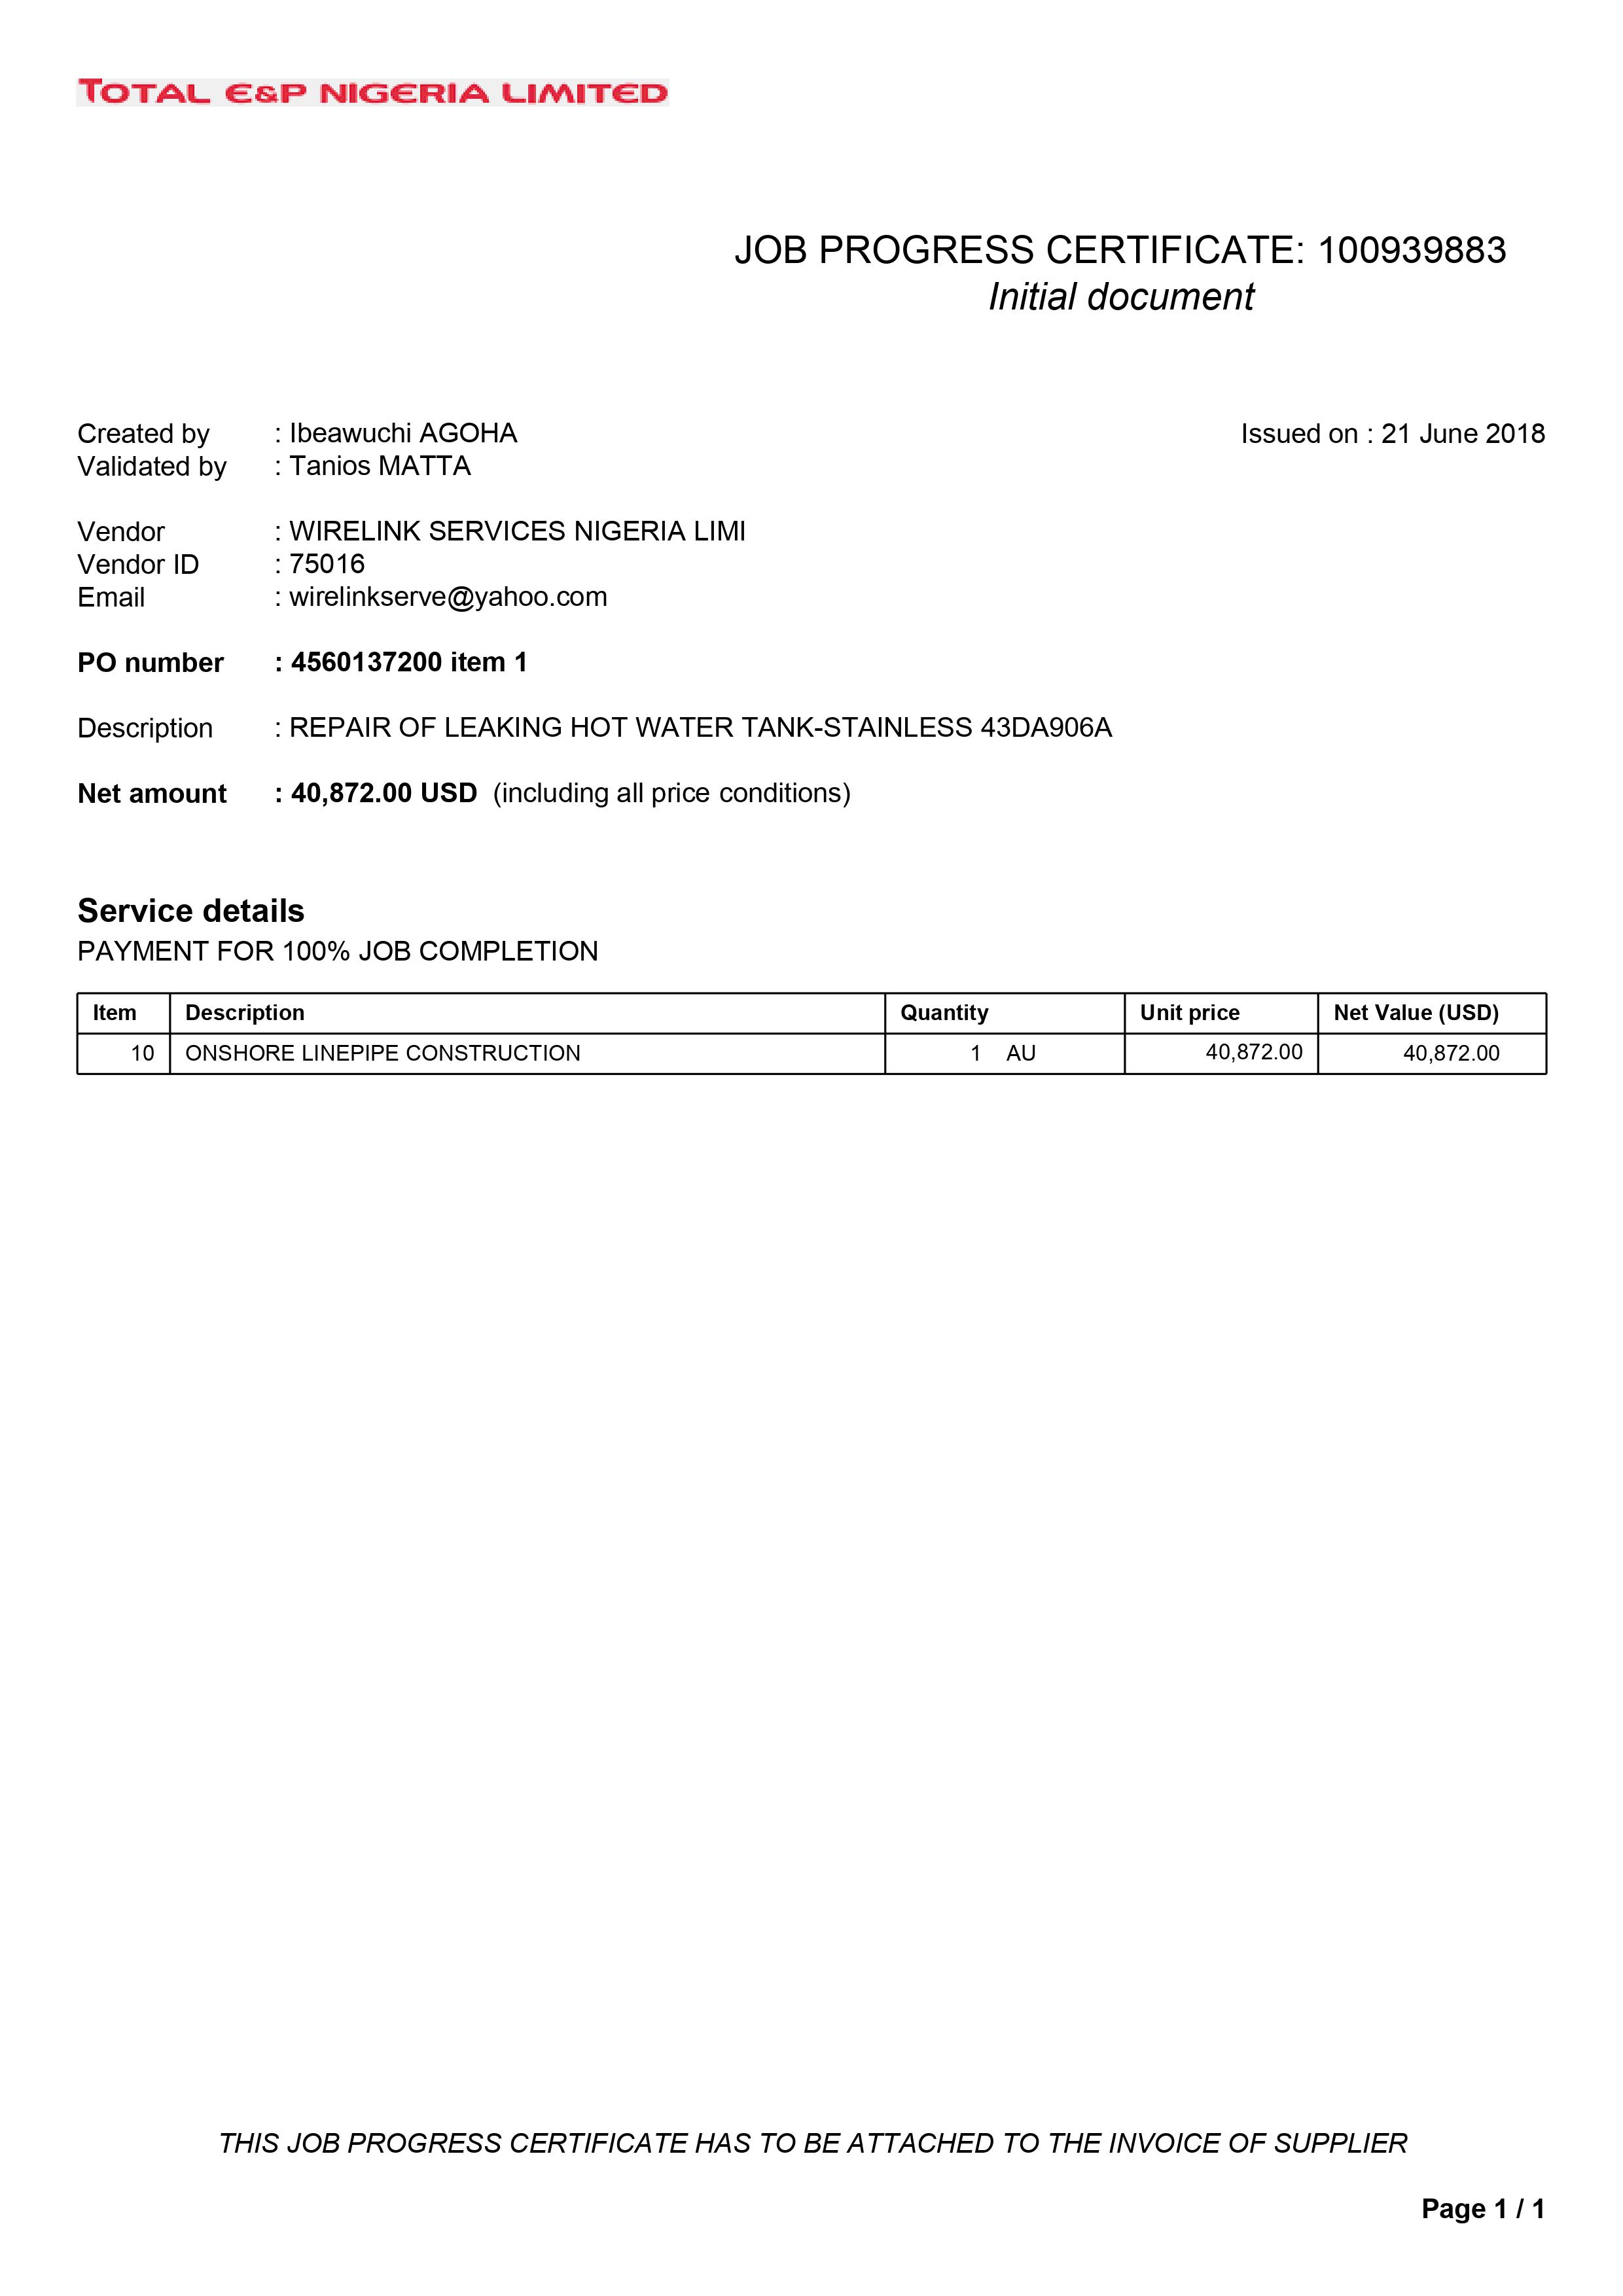 TOTAL E&P NIGERIA LIMITED
JOB PROGRESS CERTIFICATE: 100939883
Initial document
Created by : Ibeawuchi AGOHA Issued on : 21 June 2018
Validated by : Tanios MATTA
Vendor : WIRELINK SERVICES NIGERIA LIMI
Vendor ID : 75016
Email : wirelinkserve@yahoo.com
PO number : 4560137200 item 1
Description : REPAIR OF LEAKING HOT WATER TANK-STAINLESS 43DA906A
Net amount : 40,872.00 USD (including all price conditions)
Service details
PAYMENT FOR 100% JOB COMPLETION
Item Description Quantity Unit price Net Value (USD)
10 ONSHORE LINEPIPE CONSTRUCTION 1 AU 40,872.00 40,872.00
THIS JOB PROGRESS CERTIFICATE HAS TO BE ATTACHED TO THE INVOICE OF SUPPLIER
Page 1 / 1